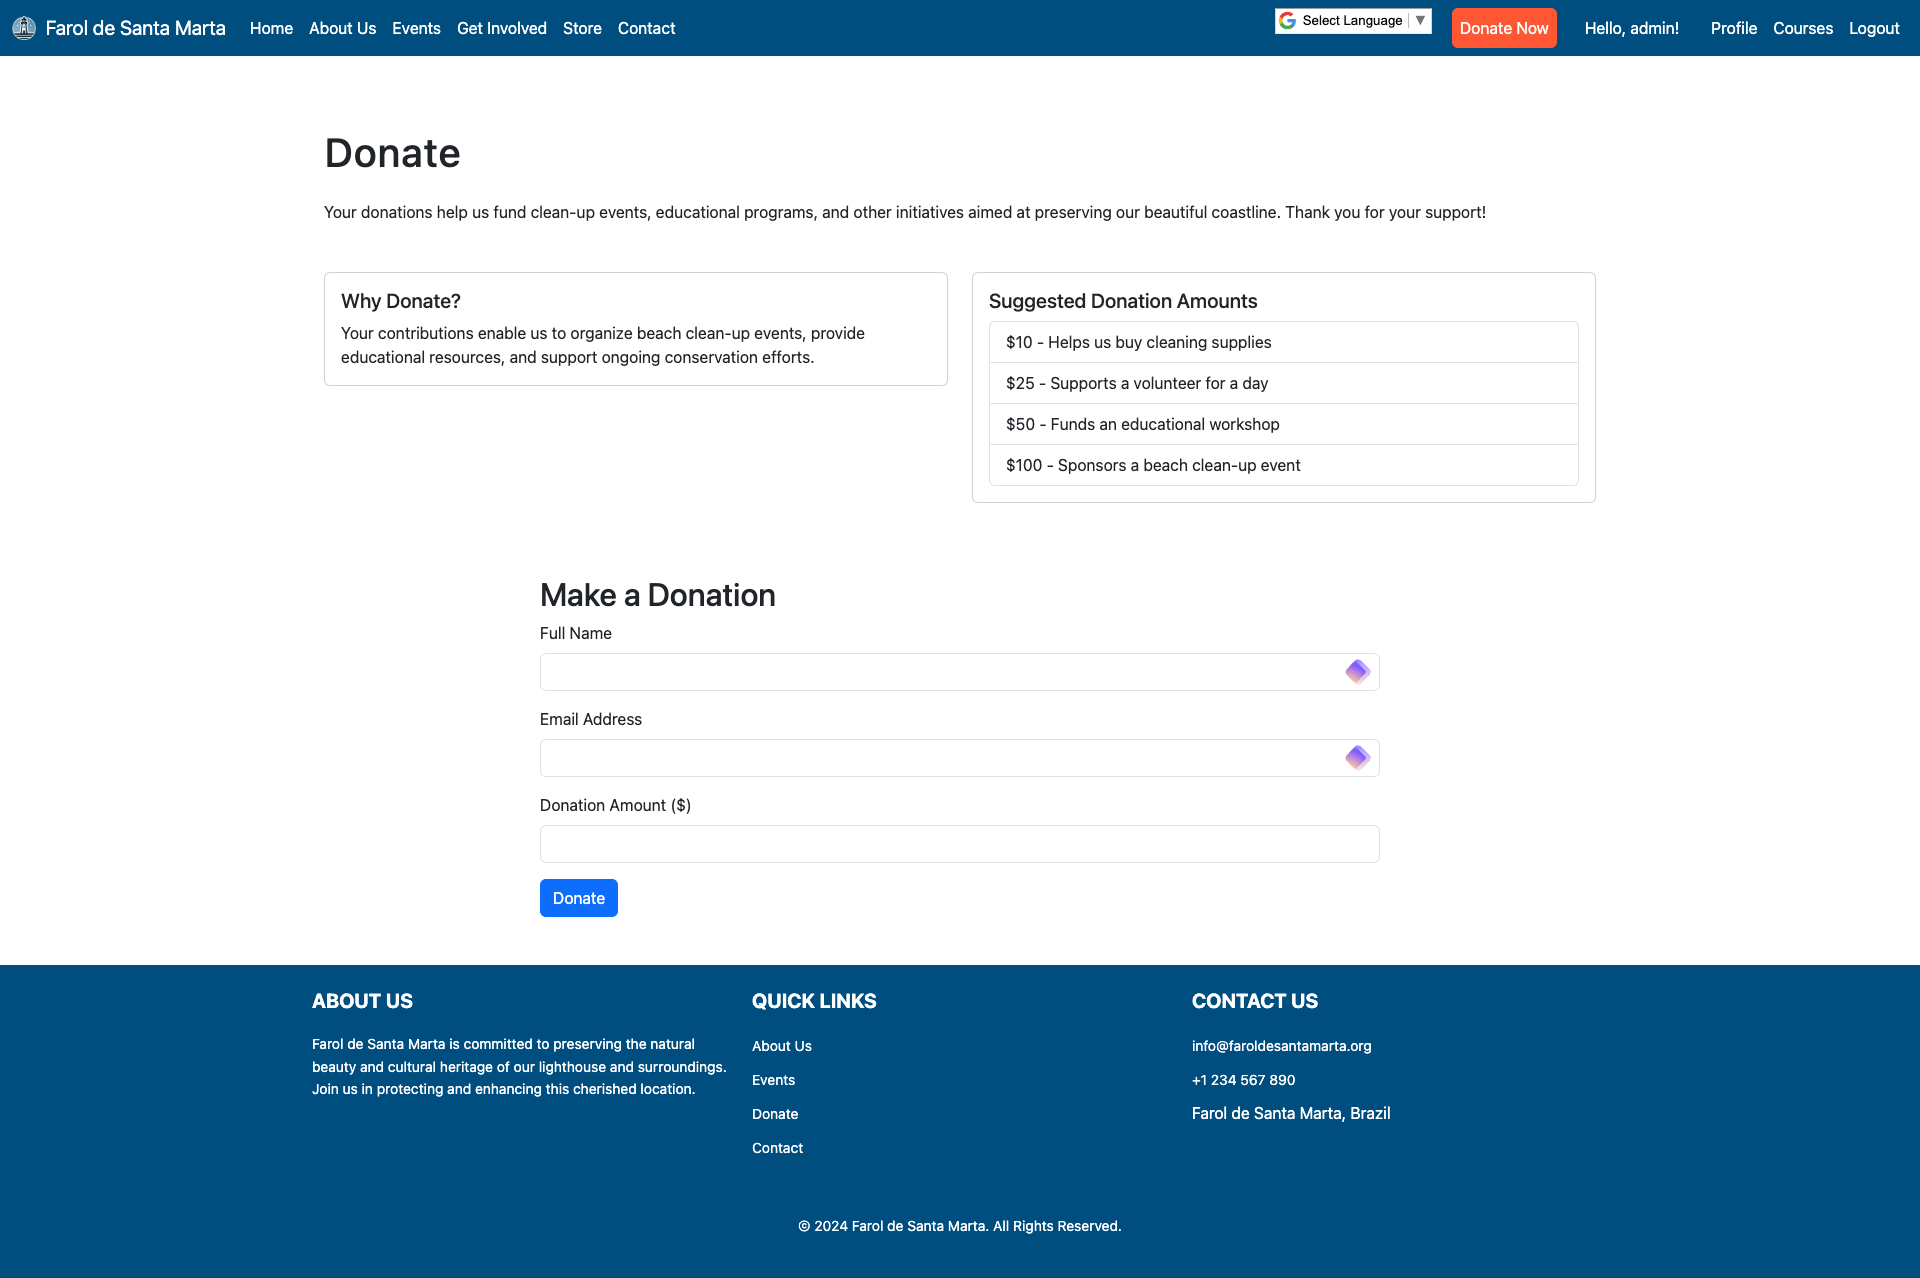 Farol de Santa Marta Home About Us Events Get Involved Store Contact Select Language ▼ Donate Now Hello, admin! Profile Courses Logout
Donate
Your donations help us fund clean-up events, educational programs, and other initiatives aimed at preserving our beautiful coastline. Thank you for your support!
Why Donate?
Your contributions enable us to organize beach clean-up events, provide
educational resources, and support ongoing conservation efforts.
Suggested Donation Amounts
$10 - Helps us buy cleaning supplies
$25 - Supports a volunteer for a day
$50 - Funds an educational workshop
$100 - Sponsors a beach clean-up event
Make a Donation
Full Name
Email Address
Donation Amount ($)
Donate
ABOUT US
Farol de Santa Marta is committed to preserving the natural
beauty and cultural heritage of our lighthouse and surroundings.
Join us in protecting and enhancing this cherished location.
QUICK LINKS
About Us
Events
Donate
Contact
CONTACT US
info@faroldesantamarta.org
+1 234 567 890
Farol de Santa Marta, Brazil
© 2024 Farol de Santa Marta. All Rights Reserved.